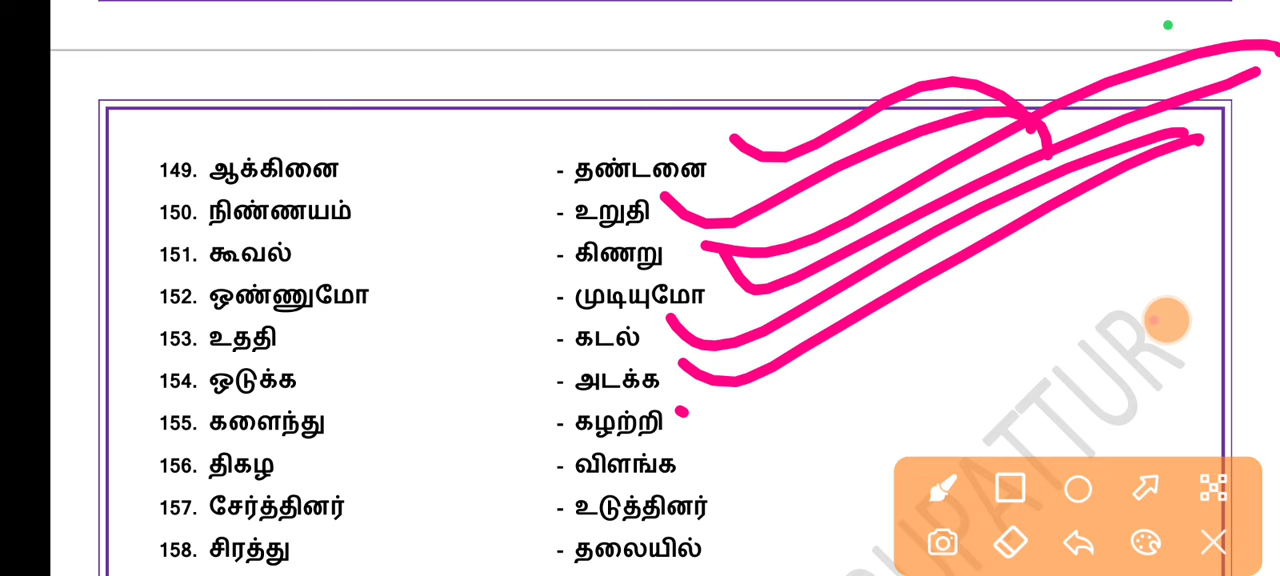 149. ஆக்கினை - தண்டனை
150. நிண்ணயம் - உறுதி
151. கூவல் - கிணறு
152. ஒண்ணுமோ - முடியுமோ
153. உததி - கடல்
154. ஒடுக்க - அடக்க
155. களைந்து - கழற்றி
156. திகழ - விளங்க
157. சேர்த்தினர் - உடுத்தினர்
158. சிரத்து - தலையில்